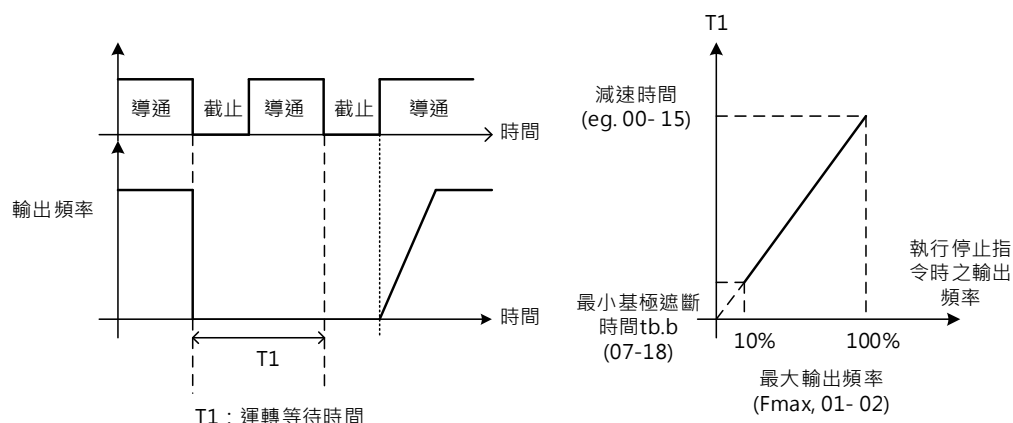 導通
截止
導通
截止
導通
時間
輸出頻率
時間
T1
T1：運轉等待時間
T1
減速時間
(eg. 00- 15)
最小基極遮斷
時間tb.b
(07-18)
10%
100%
執行停止指
令時之輸出
頻率
最大輸出頻率
(Fmax, 01- 02)